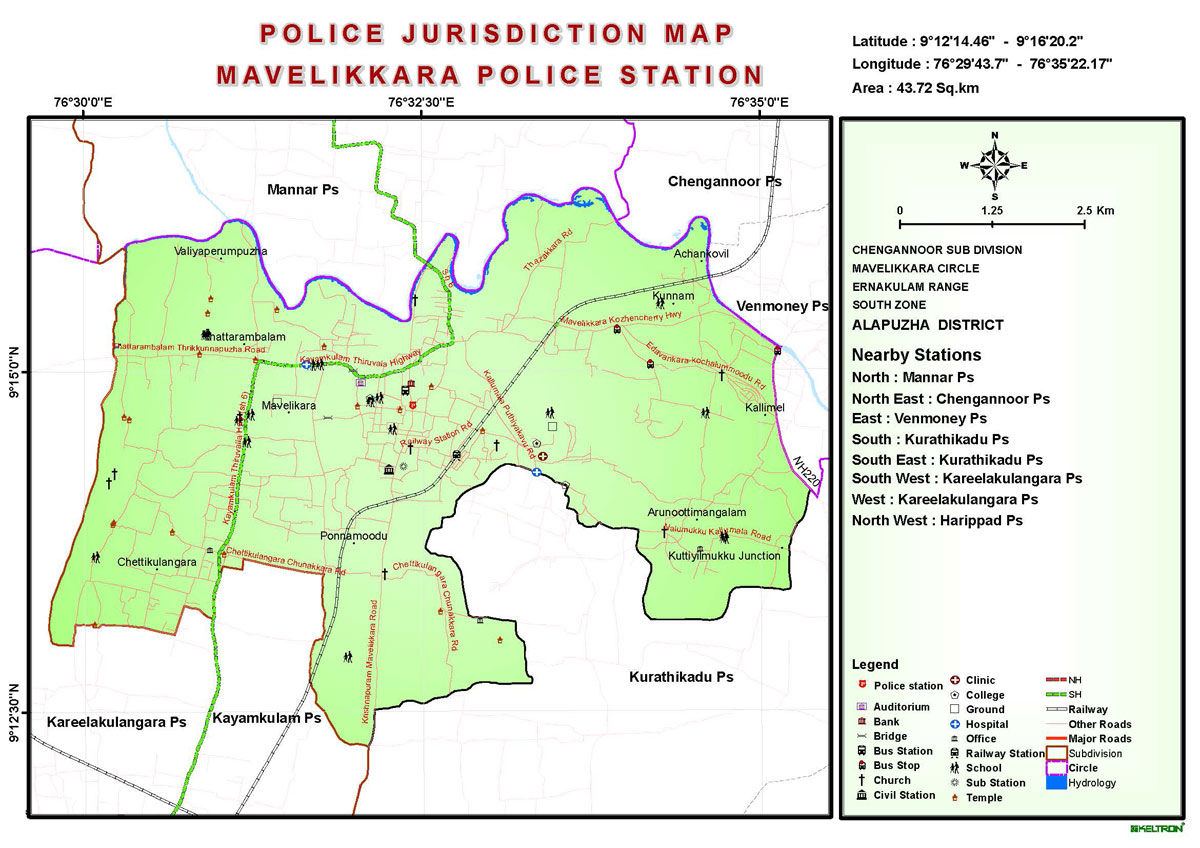 POLICE JURISDICTION MAP
MAVELIKKARA POLICE STATION
Latitude : 9°12'14.46" - 9°16'20.2"
Longitude : 76°29'43.7" - 76°35'22.17"
Area : 43.72 Sq.km
76°30'0"E
76°32'30"E
76°35'0"E
9°15'0"N
9°12'30"N
Mannar Ps
Chengannoor Ps
Venmoney Ps
Valiyaperumpuzha
Thazakkara Rd
Achankovil
Kunnam
Mavelikkara Kozhencherry Hwy
Thattarambalam
Thattarambalam Thrikkunnapuzha Road
Kayamkulam Thiruvalla Highway
Edavankara-kochalummoodu Rd
Kallumala Puthiyakavu Rd
Mavelikara
Kallimel
Railway Station Rd
Kayamkulam Thiruvalla Hwy (sh 6)
NH220
Arunoottimangalam
Ponnamoodu
Kuttiyilmukku Junction
Chettikulangara
Chettikulangara Chunakkara Rd
Chettikulangara Chunakkara Rd
Krishnapuram Mavelikkara Road
Kurathikadu Ps
Kareelakulangara Ps
Kayamkulam Ps
N
W
E
S
0
1.25
2.5 Km
CHENGANNOOR SUB DIVISION
MAVELIKKARA CIRCLE
ERNAKULAM RANGE
SOUTH ZONE
ALAPUZHA DISTRICT
Nearby Stations
North : Mannar Ps
North East : Chengannoor Ps
East : Venmoney Ps
South : Kurathikadu Ps
South East : Kurathikadu Ps
South West : Kareelakulangara Ps
West : Kareelakulangara Ps
North West : Harippad Ps
Legend
Police station
Auditorium
Bank
Bridge
Bus Station
Bus Stop
Church
Civil Station
Clinic
College
Ground
Hospital
Office
Railway Station
School
Sub Station
Temple
NH
SH
Railway
Other Roads
Major Roads
Subdivision
Circle
Hydrology
KELTRON